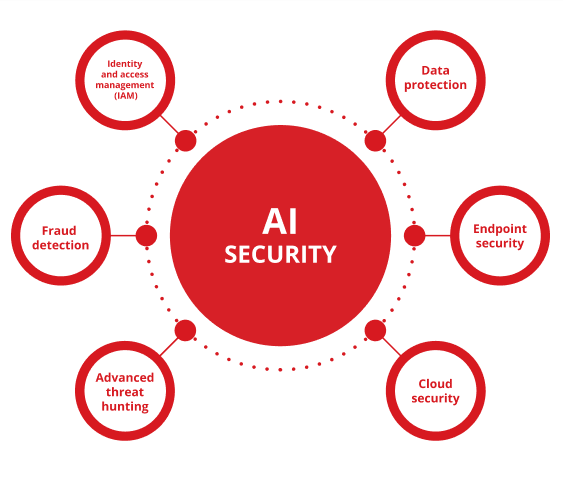 Identity
and access
management
(IAM)
Data
protection
Fraud
detection
AI
SECURITY
Endpoint
security
Advanced
threat
hunting
Cloud
security